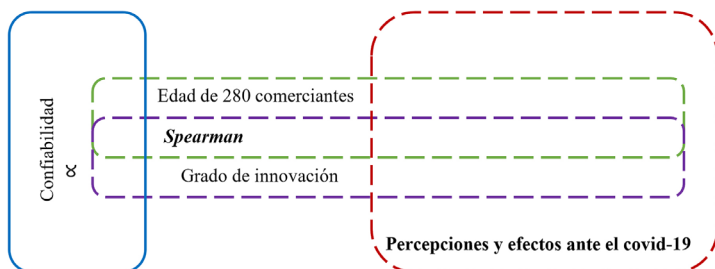 Confiabilidad
∝
Edad de 280 comerciantes
Spearman
Grado de innovación
Percepciones y efectos ante el covid-19